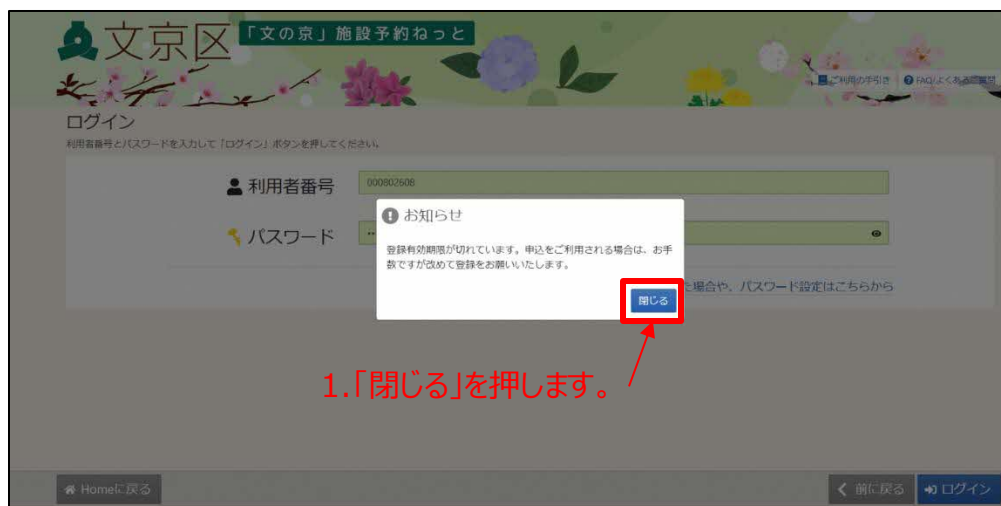 文京区
「文の京」施設予約ねっと
ご利用の手引き
FAQ/よくある質問
ログイン
利用者番号とパスワードを入力して「ログイン」ボタンを押してください。
利用者番号
000802608
お知らせ
パスワード
登録有効期限が切れています。申込をご利用される場合は、お手
数ですが改めて登録をお願いいたします。
た場合や、パスワード設定はこちらから
閉じる
1.「閉じる」を押します。
Homeに戻る
前に戻る
ログイン